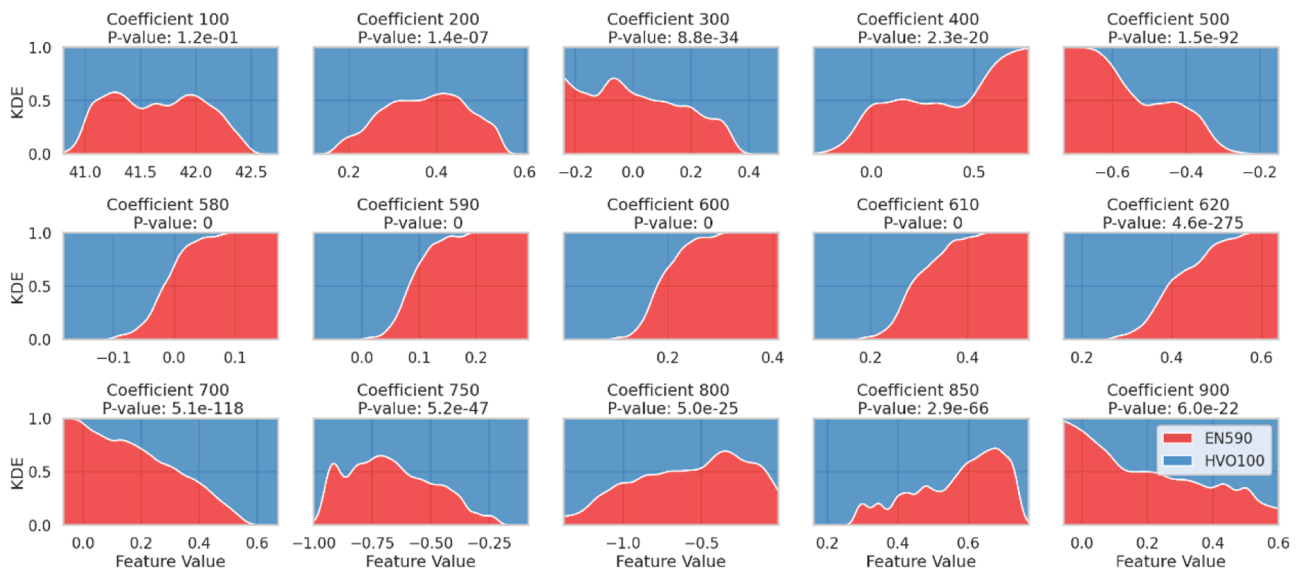 Coefficient 100 Coefficient 200 Coefficient 300 Coefficient 400 Coefficient 500
P-value: 1.2e-01 P-value: 1.4e-07 P-value: 8.8e-34 P-value: 2.3e-20 P-value: 1.5e-92
1.0
0.5
0.0
KDE
41.0 41.5 42.0 42.5 0.2 0.4 0.6 −0.2 0.0 0.2 0.4 0.0 0.5 −0.6 −0.4 −0.2
Coefficient 580 Coefficient 590 Coefficient 600 Coefficient 610 Coefficient 620
P-value: 0 P-value: 0 P-value: 0 P-value: 0 P-value: 4.6e-275
1.0
0.5
0.0
KDE
−0.1 0.0 0.1 0.0 0.1 0.2 0.2 0.4 0.2 0.4 0.2 0.4 0.6
Coefficient 700 Coefficient 750 Coefficient 800 Coefficient 850 Coefficient 900
P-value: 5.1e-118 P-value: 5.2e-47 P-value: 5.0e-25 P-value: 2.9e-66 P-value: 6.0e-22
1.0
0.5
0.0
KDE
EN590
HVO100
0.0 0.2 0.4 0.6 −1.00 −0.75 −0.50 −0.25 −1.0 −0.5 0.2 0.4 0.6 0.0 0.2 0.4 0.6
Feature Value Feature Value Feature Value Feature Value Feature Value